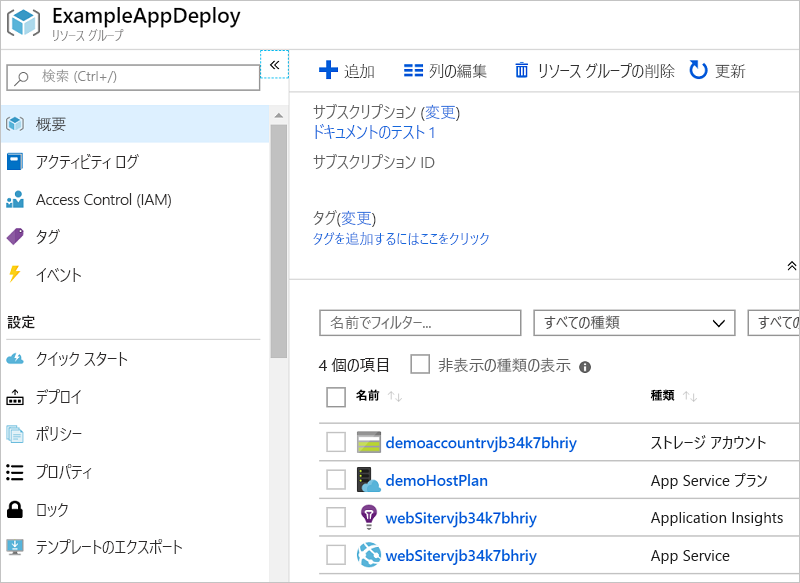 ExampleAppDeploy
リソース グループ
検索 (Ctrl+/)
«
概要
アクティビティ ログ
Access Control (IAM)
タグ
イベント
設定
クイック スタート
デプロイ
ポリシー
プロパティ
ロック
テンプレートのエクスポート
追加 列の編集 リソース グループの削除 更新
サブスクリプション (変更)
ドキュメントのテスト 1
サブスクリプション ID
タグ(変更)
タグを追加するにはここをクリック
名前でフィルター... すべての種類 すべての
4 個の項目 非表示の種類の表示
名前 ↑↓ 種類 ↑↓
demoaccountrvjb34k7bhriy ストレージ アカウント
demoHostPlan App Service プラン
webSitervjb34k7bhriy Application Insights
webSitervjb34k7bhriy App Service